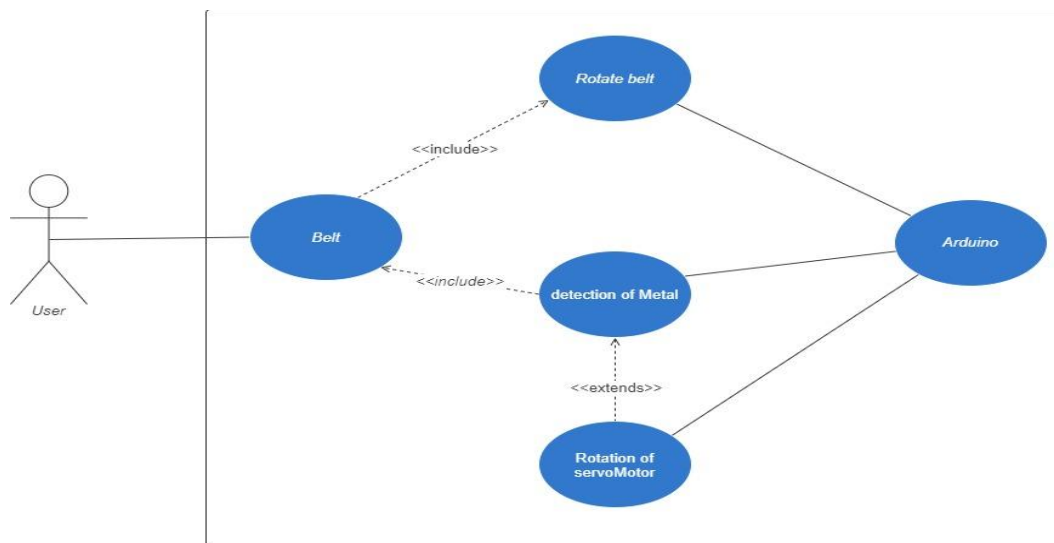 Rotate belt
<<include>>
Belt
Arduino
<<include>>
detection of Metal
User
<<extends>>
Rotation of
servoMotor